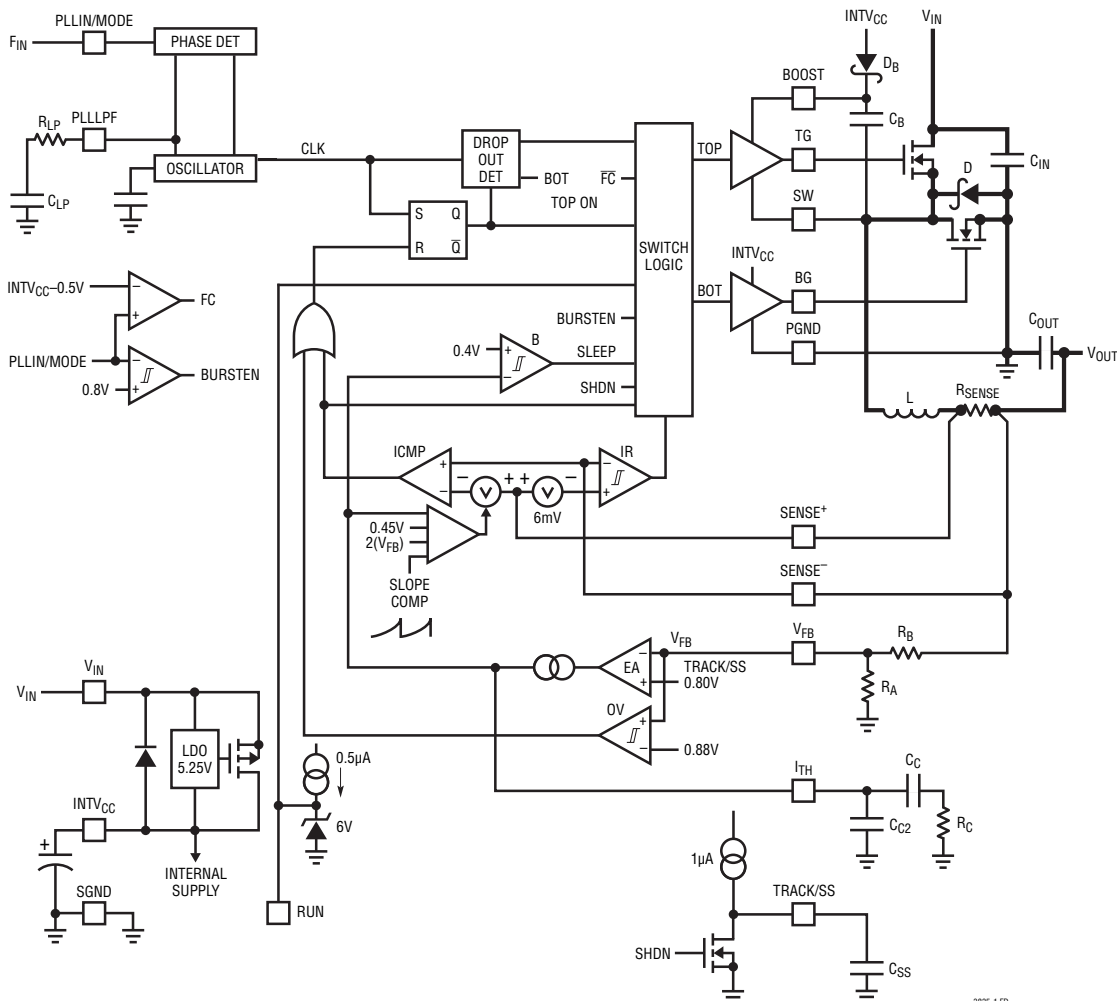 PLLIN/MODE
F_IN
PHASE DET
R_LP
PLLLPF
OSCILLATOR
C_LP
CLK
DROP
OUT
DET
BOT
TOP ON
S
Q
R
Q̅
F̅C̅
SWITCH
LOGIC
BURSTEN
SHDN
TOP
BOT
INTV_CC
V_IN
D_B
BOOST
C_B
TG
SW
D
C_IN
INTV_CC
BG
PGND
C_OUT
V_OUT
L
R_SENSE
INTV_CC–0.5V
–
+
FC
PLLIN/MODE
–
+
0.8V
BURSTEN
0.4V
+
–
B
SLEEP
ICMP
+
–
–
+
+
–
V
V
6mV
IR
–
+
0.45V
2(V_FB)
SLOPE
COMP
SENSE+
SENSE–
V_FB
V_FB
R_B
R_A
EA
–
+
TRACK/SS
0.80V
OV
+
–
0.88V
I_TH
C_C
C_C2
R_C
V_IN
V_IN
LDO
5.25V
INTV_CC
+
INTERNAL
SUPPLY
SGND
0.5µA
6V
RUN
1µA
TRACK/SS
SHDN
C_SS